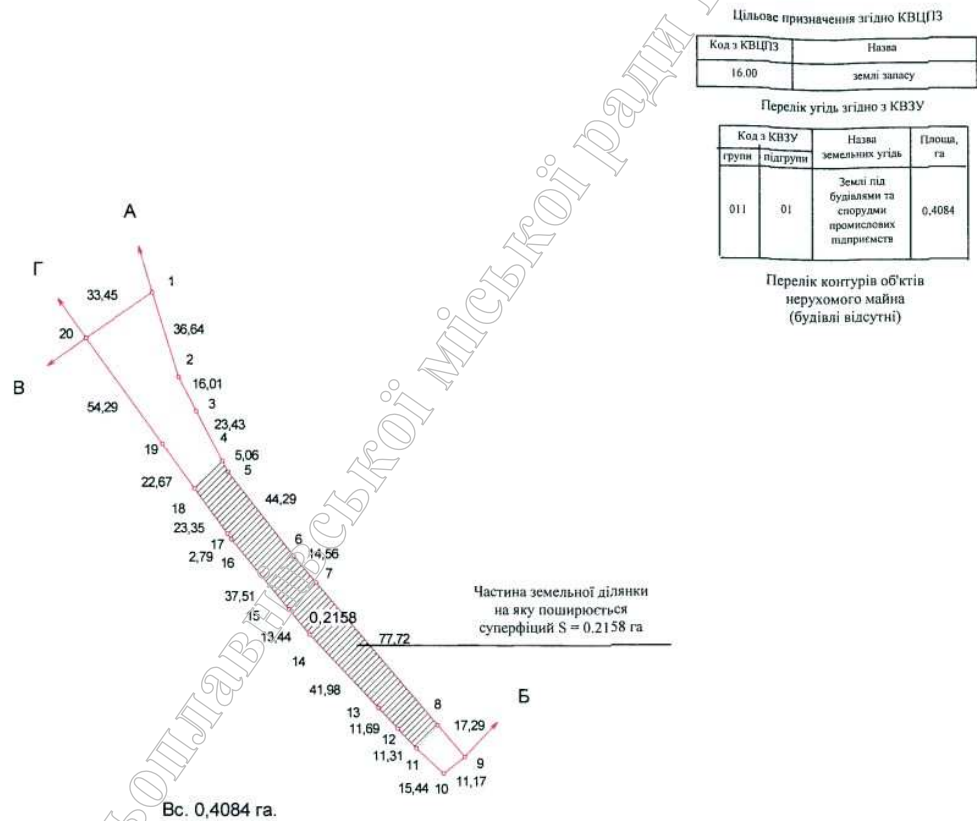 Цільове призначення згідно КВЦПЗ
Код з КВЦПЗ Назва
16.00 землі запасу
Перелік угідь згідно з КВЗУ
Код з КВЗУ Назва земельних угідь Площа, га
групи підгрупи
011 01 Землі під будівлями та спорудми промислових підприємств 0,4084
Перелік контурів об'єктів
нерухомого майна
(будівлі відсутні)
А
Г
1
33,45
20
36,64
В
2
16,01
3
54,29
23,43
4
19
5,06
5
22,67
44,29
18
23,35
6
17
14,56
2,79
7
16
37,51
15
0,2158
13,44
Частина земельної ділянки
на яку поширюється
суперфіций S = 0.2158 га
77,72
14
41,98
Б
8
13
17,29
11,69
12
11,31
9
11
11,17
15,44
10
Вс. 0,4084 га.
міської ради